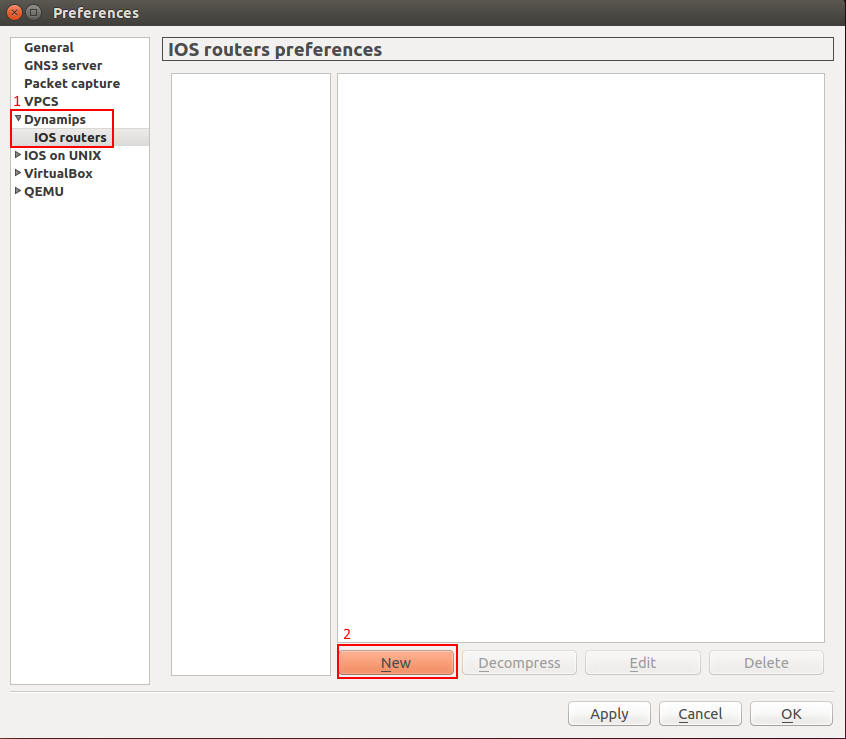 Preferences
General
GNS3 server
Packet capture
1 VPCS
Dynamips
IOS routers
IOS on UNIX
VirtualBox
QEMU
IOS routers preferences
2
New
Decompress
Edit
Delete
Apply
Cancel
OK